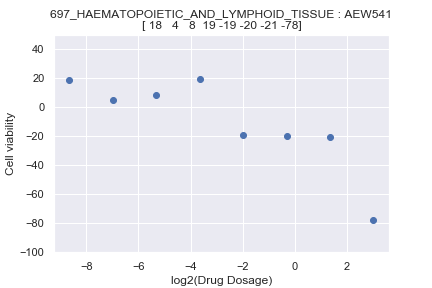 697_HAEMATOPOIETIC_AND_LYMPHOID_TISSUE : AEW541
[ 18 4 8 19 -19 -20 -21 -78]
40
20
0
−20
−40
−60
−80
−100
Cell viability
−8 −6 −4 −2 0 2
log2(Drug Dosage)